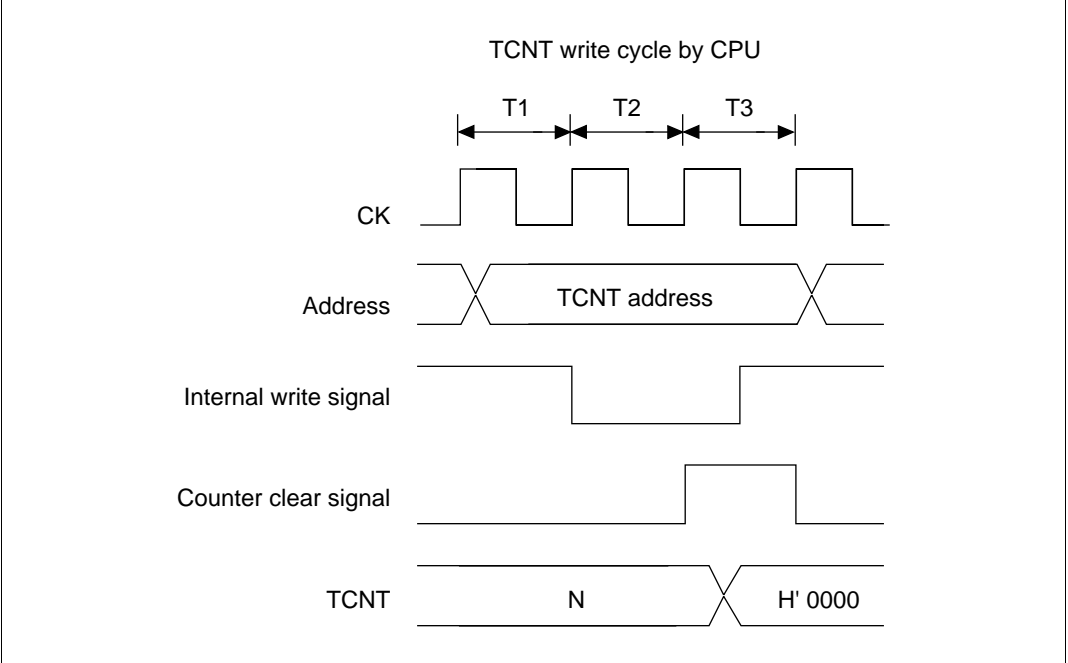 TCNT write cycle by CPU
T1 T2 T3
CK
Address TCNT address
Internal write signal
Counter clear signal
TCNT N H' 0000